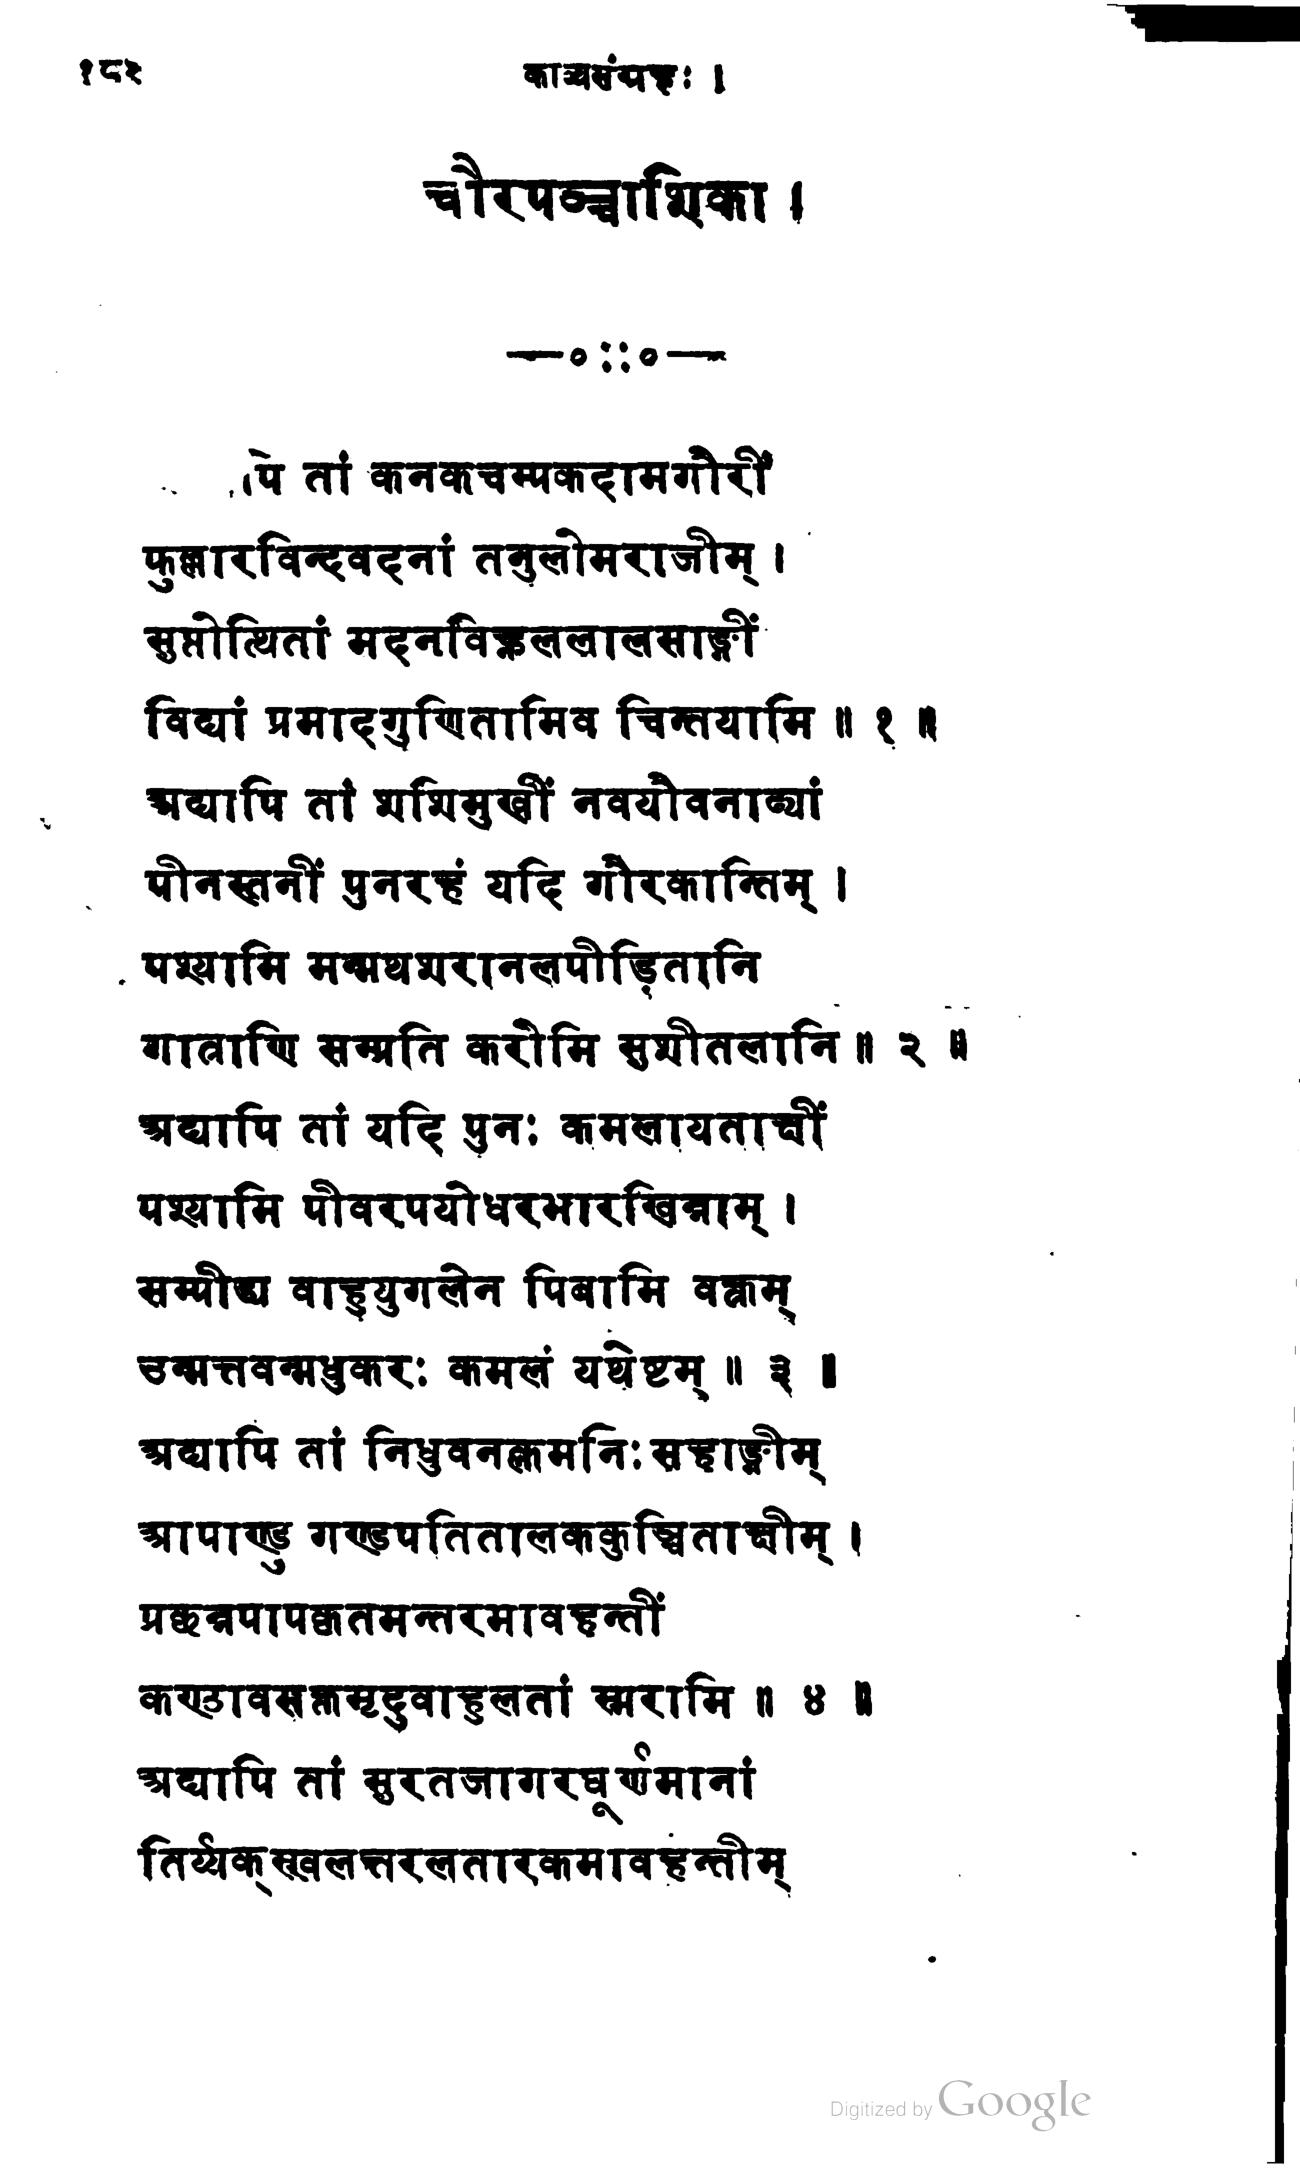 १८२
काव्यसंग्रहः ।
चौरपञ्चाशिका ।
तां कनकचम्पकदामगौरीं
फुल्लारविन्दवदनां तनुलोमराजीम् ।
सुप्तोत्थितां मदनविह्वललालसाङ्गीं
विद्यां प्रमादगुणितामिव चिन्तयामि ॥ १ ॥
अद्यापि तां शशिमुखीं नवयौवनाढ्यां
पीनस्तनीं पुनरहं यदि गौरकान्तिम् ।
पश्यामि मन्मथशरानलपीड़ितानि
गात्राणि सम्प्रति करोमि सुशीतलानि ॥ २ ॥
अद्यापि तां यदि पुनः कमलायताक्षीं
पश्यामि पीवरपयोधरभारखिन्नाम् ।
सम्पीड्य वाहुयुगलेन पिबामि वक्त्रम्
उन्मत्तवन्मधुकरः कमलं यथेष्टम् ॥ ३ ॥
अद्यापि तां निधुवनक्लमनिःसहाङ्गीम्
आपाण्डु गण्डपतितालककुञ्चिताक्षीम् ।
प्रच्छन्नपापकृतमन्तरमावहन्तीं
कण्ठावसक्तमृदुवाहुलतां स्मरामि ॥ ४ ॥
अद्यापि तां सुरतजागरघूर्णमानां
तिर्य्यक्स्खलत्तरलतारकमावहन्तीम्
Digitized by Google